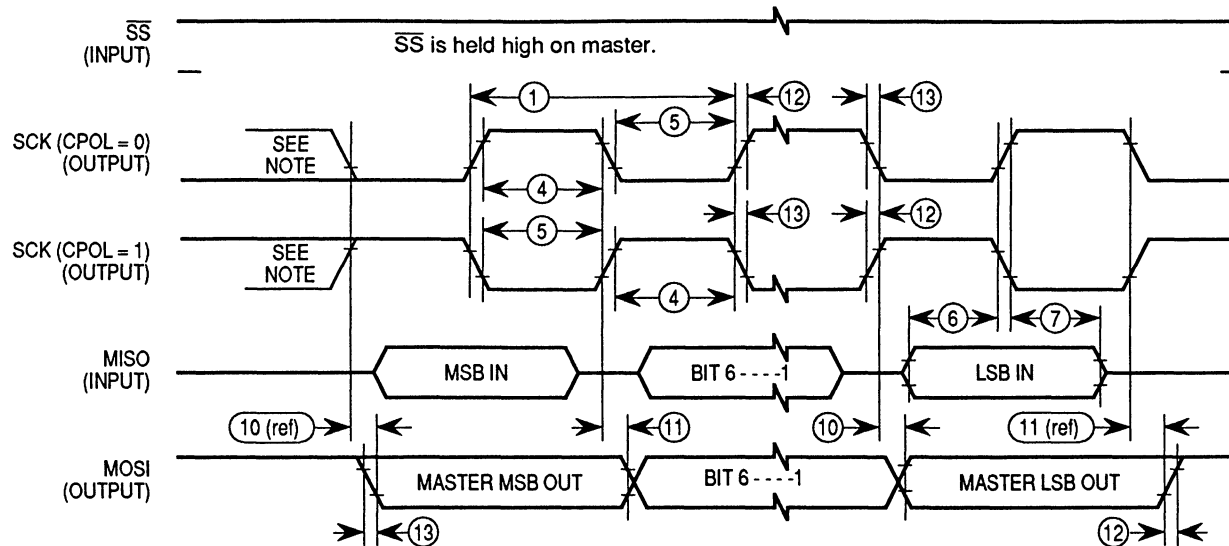 SS
(INPUT)
SS is held high on master.
1
12
13
5
SCK (CPOL = 0)
(OUTPUT)
SEE
NOTE
4
13
12
5
SCK (CPOL = 1)
(OUTPUT)
SEE
NOTE
4
6
7
MISO
(INPUT)
MSB IN
BIT 6 - - - - 1
LSB IN
10 (ref)
11
10
11 (ref)
MOSI
(OUTPUT)
MASTER MSB OUT
BIT 6 - - - - 1
MASTER LSB OUT
13
12